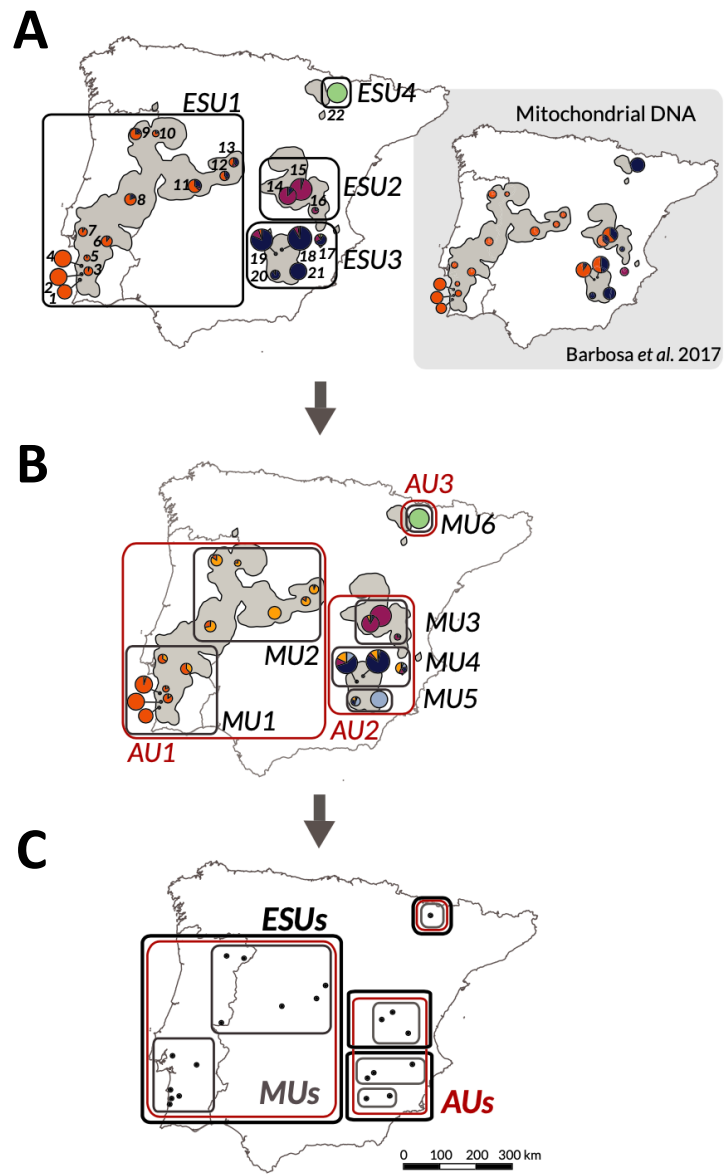 A
ESU1
ESU4
22
Mitochondrial DNA
9
10
13
12
11
8
15
14
16
ESU2
7
6
4
5
3
2
1
19
18
17
20
21
ESU3
Barbosa et al. 2017
B
AU3
MU6
MU3
MU2
MU4
MU5
MU1
AU1
AU2
C
ESUs
MUs
AUs
0 100 200 300 km